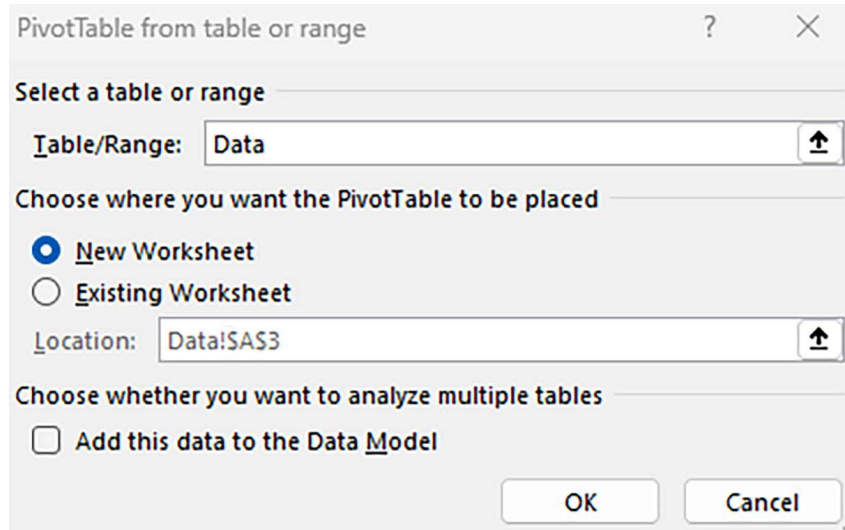 PivotTable from table or range ?
Select a table or range
Table/Range: Data
Choose where you want the PivotTable to be placed
New Worksheet
Existing Worksheet
Location: Data!$A$3
Choose whether you want to analyze multiple tables
Add this data to the Data Model
OK Cancel